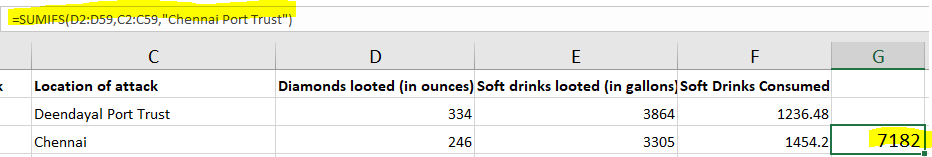 =SUMIFS(D2:D59,C2:C59,"Chennai Port Trust")
C D E F G
Location of attack Diamonds looted (in ounces) Soft drinks looted (in gallons) Soft Drinks Consumed
Deendayal Port Trust 334 3864 1236.48
Chennai 246 3305 1454.2 7182